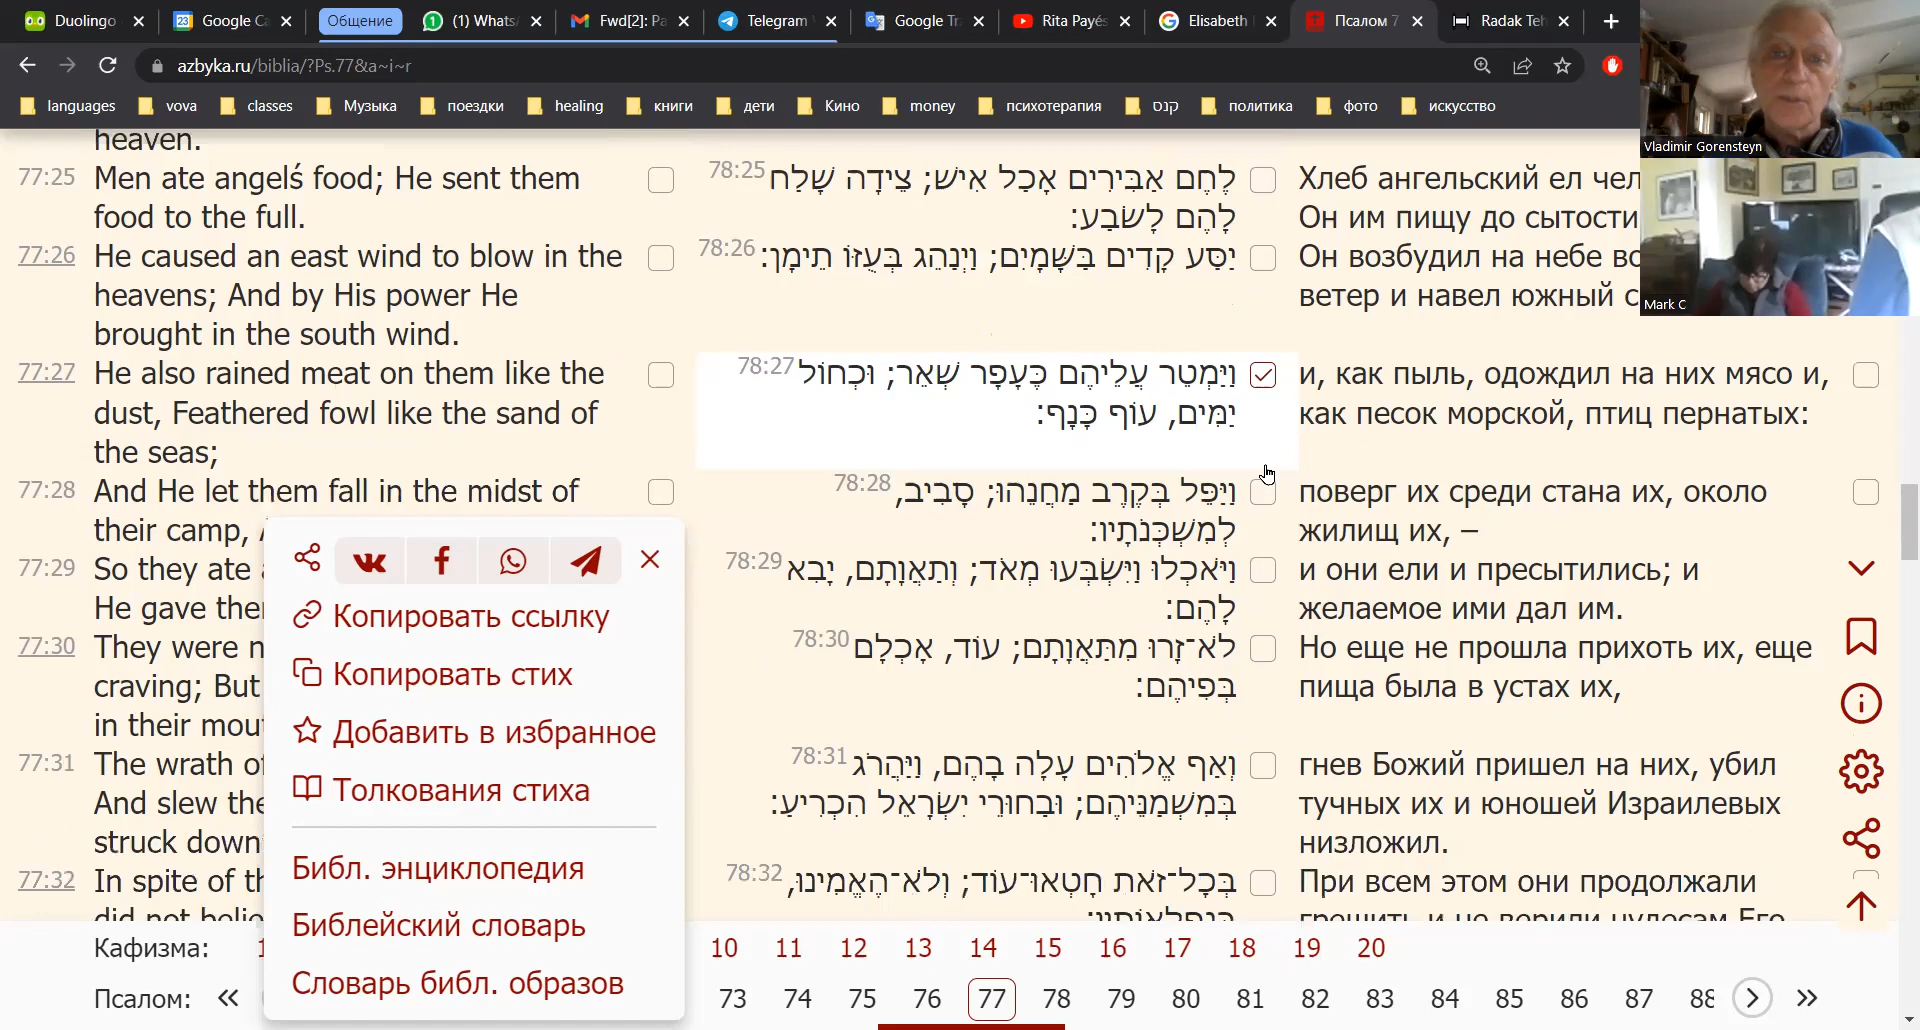 Duolingo
Google Ca
Общение
(1) Whats
Fwd[2]: Pa
Telegram
Google Tr
Rita Payés
Elisabeth
Псалом 7
Radak Teh
azbyka.ru/biblia/?Ps.77&a~i~r
languages
vova
classes
Музыка
поездки
healing
книги
дети
Кино
money
психотерапия
קנס
политика
фото
искусство
Vladimir Gorensteyn
Mark C
heaven.
77:25 Men ate angelś food; He sent them
food to the full.
77:26 He caused an east wind to blow in the
heavens; And by His power He
brought in the south wind.
77:27 He also rained meat on them like the
dust, Feathered fowl like the sand of
the seas;
77:28 And He let them fall in the midst of
their camp,
77:29 So they ate
He gave the
77:30 They were n
craving; But
in their mou
77:31 The wrath of
And slew the
struck down
77:32 In spite of th
did not belie
78:25 לֶחֶם אַבִּירִים אָכַל אִישׁ; צֵידָה שָׁלַח
לָהֶם לָשֹׂבַע:
78:26 יַסַּע קָדִים בַּשָּׁמָיִם; וַיְנַהֵג בְּעֻזּוֹ תֵימָן:
78:27 וַיַּמְטֵר עֲלֵיהֶם כֶּעָפָר שְׁאֵר; וּכְחוֹל
יַמִּים, עוֹף כָּנָף:
78:28 וַיַּפֵּל בְּקֶרֶב מַחֲנֵהוּ; סָבִיב,
לְמִשְׁכְּנֹתָיו:
78:29 וַיֹּאכְלוּ וַיִּשְׂבְּעוּ מְאֹד; וְתַאֲוָתָם, יָבִא
לָהֶם:
78:30 לֹא־זָרוּ מִתַּאֲוָתָם; עוֹד, אָכְלָם
בְּפִיהֶם:
78:31 וְאַף אֱלֹהִים עָלָה בָהֶם, וַיַּהֲרֹג
בְּמִשְׁמַנֵּיהֶם; וּבַחוּרֵי יִשְׂרָאֵל הִכְרִיעַ:
78:32 בְּכָל־זֹאת חָטְאוּ־עוֹד; וְלֹא־הֶאֱמִינוּ,
Хлеб ангельский ел чел
Он им пищу до сытости
Он возбудил на небе во
ветер и навел южный с
и, как пыль, одождил на них мясо и,
как песок морской, птиц пернатых:
поверг их среди стана их, около
жилищ их, –
и они ели и пресытились; и
желаемое ими дал им.
Но еще не прошла прихоть их, еще
пища была в устах их,
гнев Божий пришел на них, убил
тучных их и юношей Израилевых
низложил.
При всем этом они продолжали
грешить и не верили чудесам Его
Копировать ссылку
Копировать стих
Добавить в избранное
Толкования стиха
Библ. энциклопедия
Библейский словарь
Словарь библ. образов
Кафизма: 10 11 12 13 14 15 16 17 18 19 20
Псалом: « 73 74 75 76 77 78 79 80 81 82 83 84 85 86 87 88 »